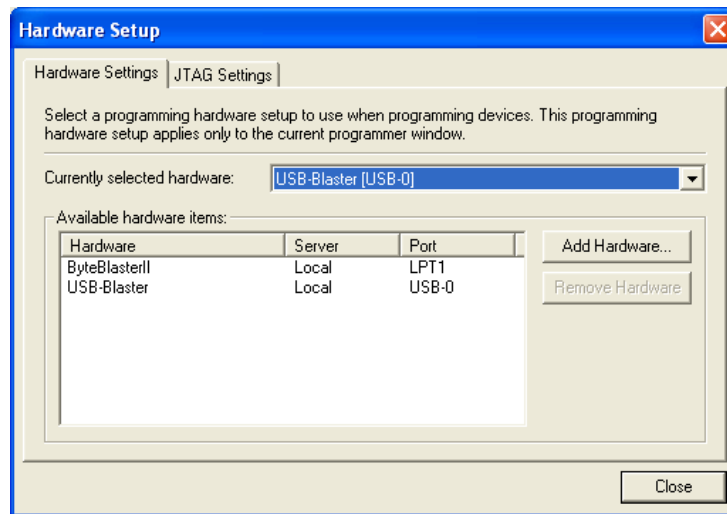 Hardware Setup
Hardware Settings JTAG Settings
Select a programming hardware setup to use when programming devices. This programming
hardware setup applies only to the current programmer window.
Currently selected hardware: USB-Blaster [USB-0]
Available hardware items:
Hardware Server Port
ByteBlasterII Local LPT1
USB-Blaster Local USB-0
Add Hardware...
Remove Hardware
Close